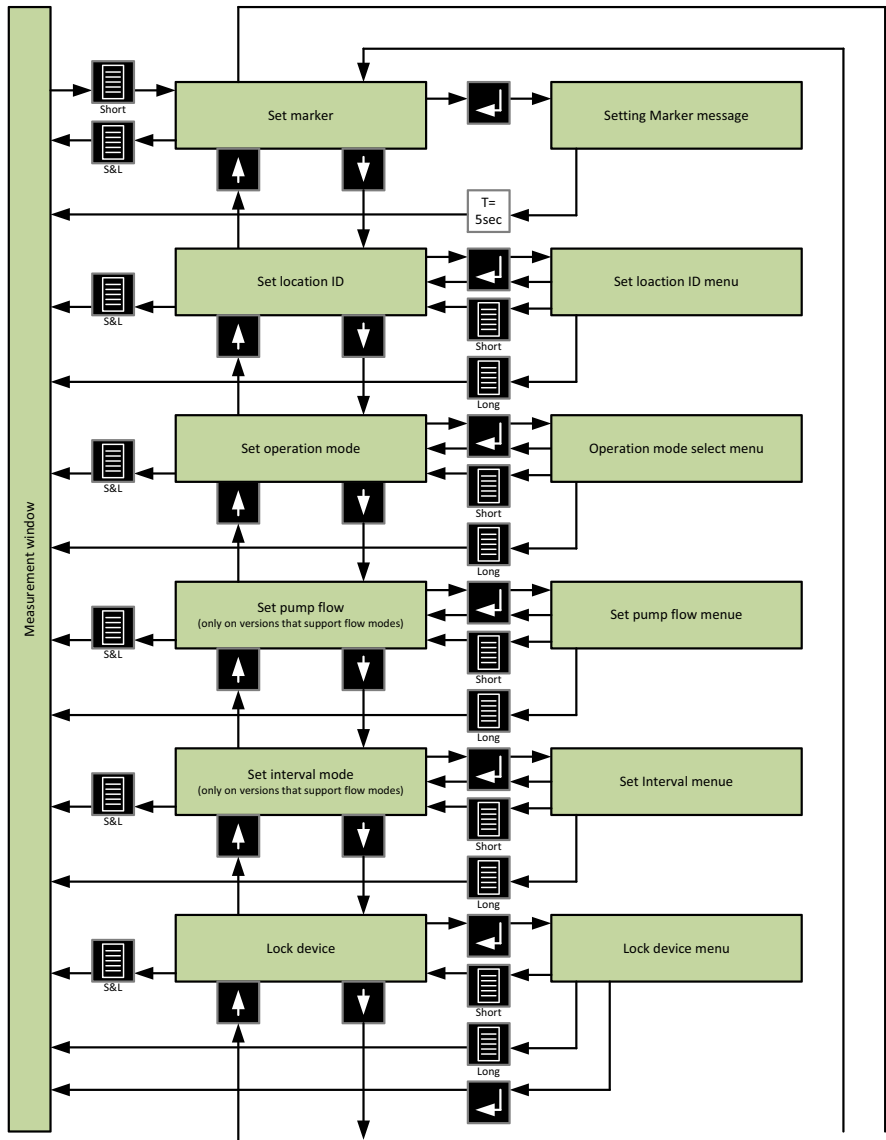 Measurement window
Short
Set marker
Setting Marker message
S&L
T=
5sec
Set location ID
Set loaction ID menu
S&L
Short
Long
Set operation mode
Operation mode select menu
S&L
Short
Long
Set pump flow
(only on versions that support flow modes)
Set pump flow menue
S&L
Short
Long
Set interval mode
(only on versions that support flow modes)
Set Interval menue
S&L
Short
Long
Lock device
Lock device menu
S&L
Short
Long